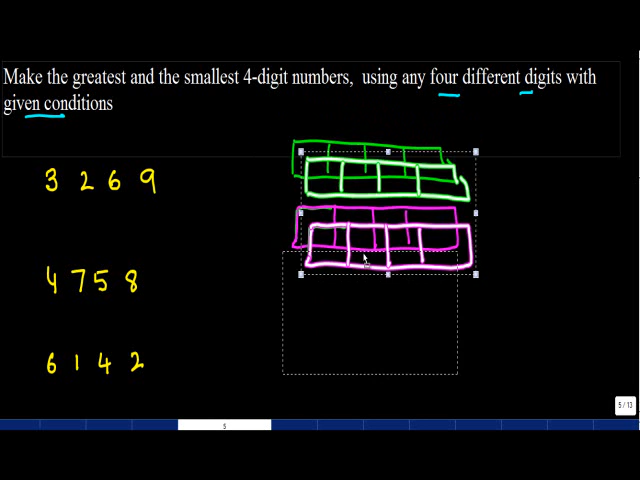 Make the greatest and the smallest 4-digit numbers, using any four different digits with
given conditions
3 2 6 9
4 7 5 8
6 1 4 2
5 / 13
5